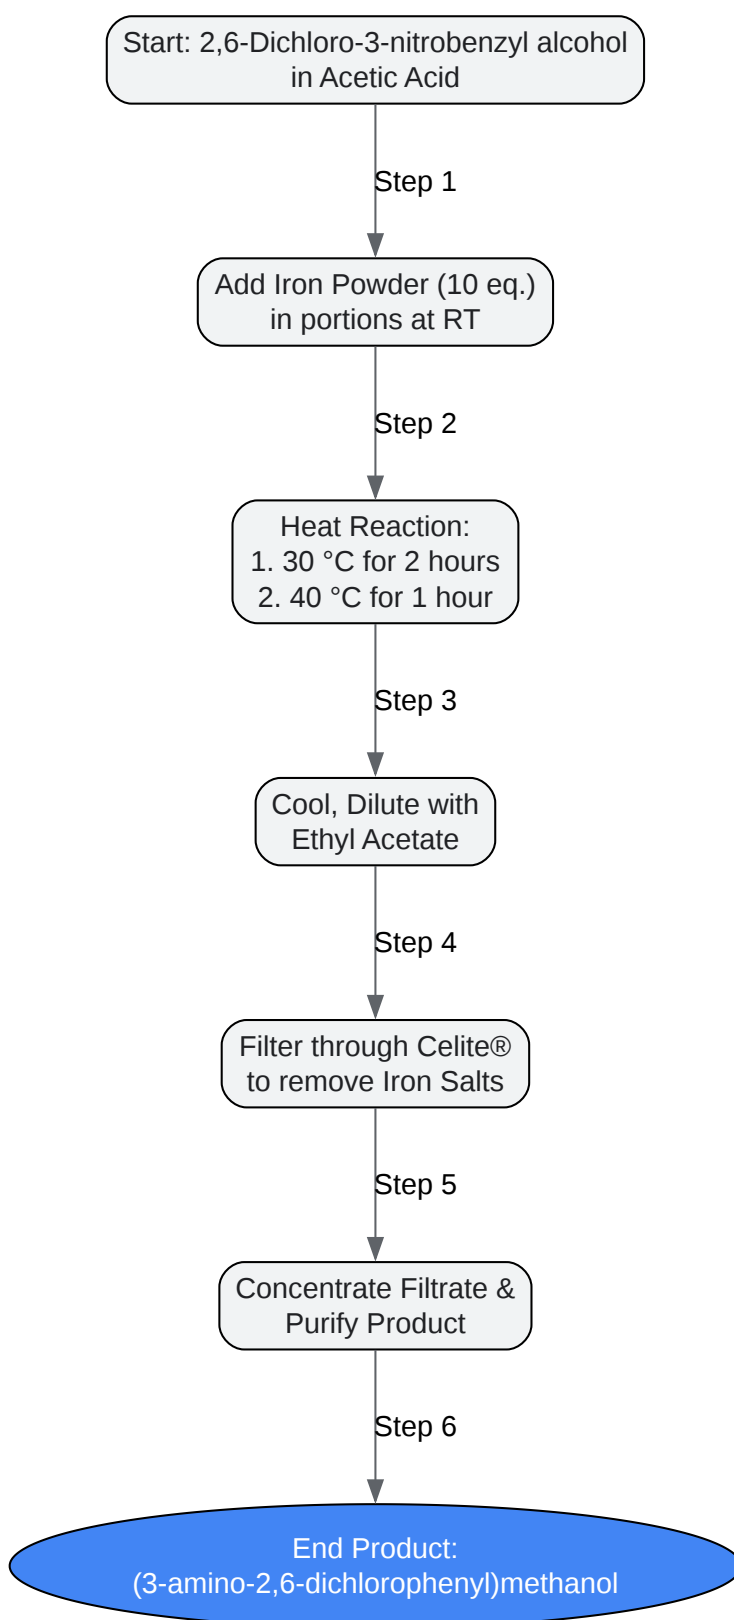 Start: 2,6-Dichloro-3-nitrobenzyl alcohol
in Acetic Acid
Step 1
Add Iron Powder (10 eq.)
in portions at RT
Step 2
Heat Reaction:
1. 30 °C for 2 hours
2. 40 °C for 1 hour
Step 3
Cool, Dilute with
Ethyl Acetate
Step 4
Filter through Celite®
to remove Iron Salts
Step 5
Concentrate Filtrate &
Purify Product
Step 6
End Product:
(3-amino-2,6-dichlorophenyl)methanol